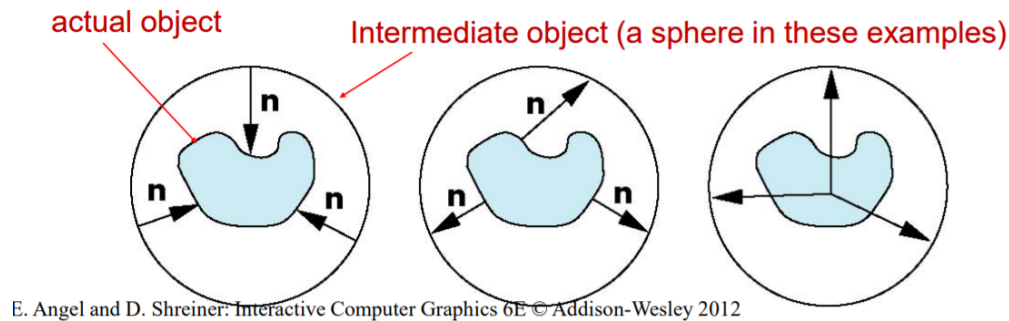 actual object
Intermediate object (a sphere in these examples)
n
n
n
n
n
n
E. Angel and D. Shreiner: Interactive Computer Graphics 6E © Addison-Wesley 2012